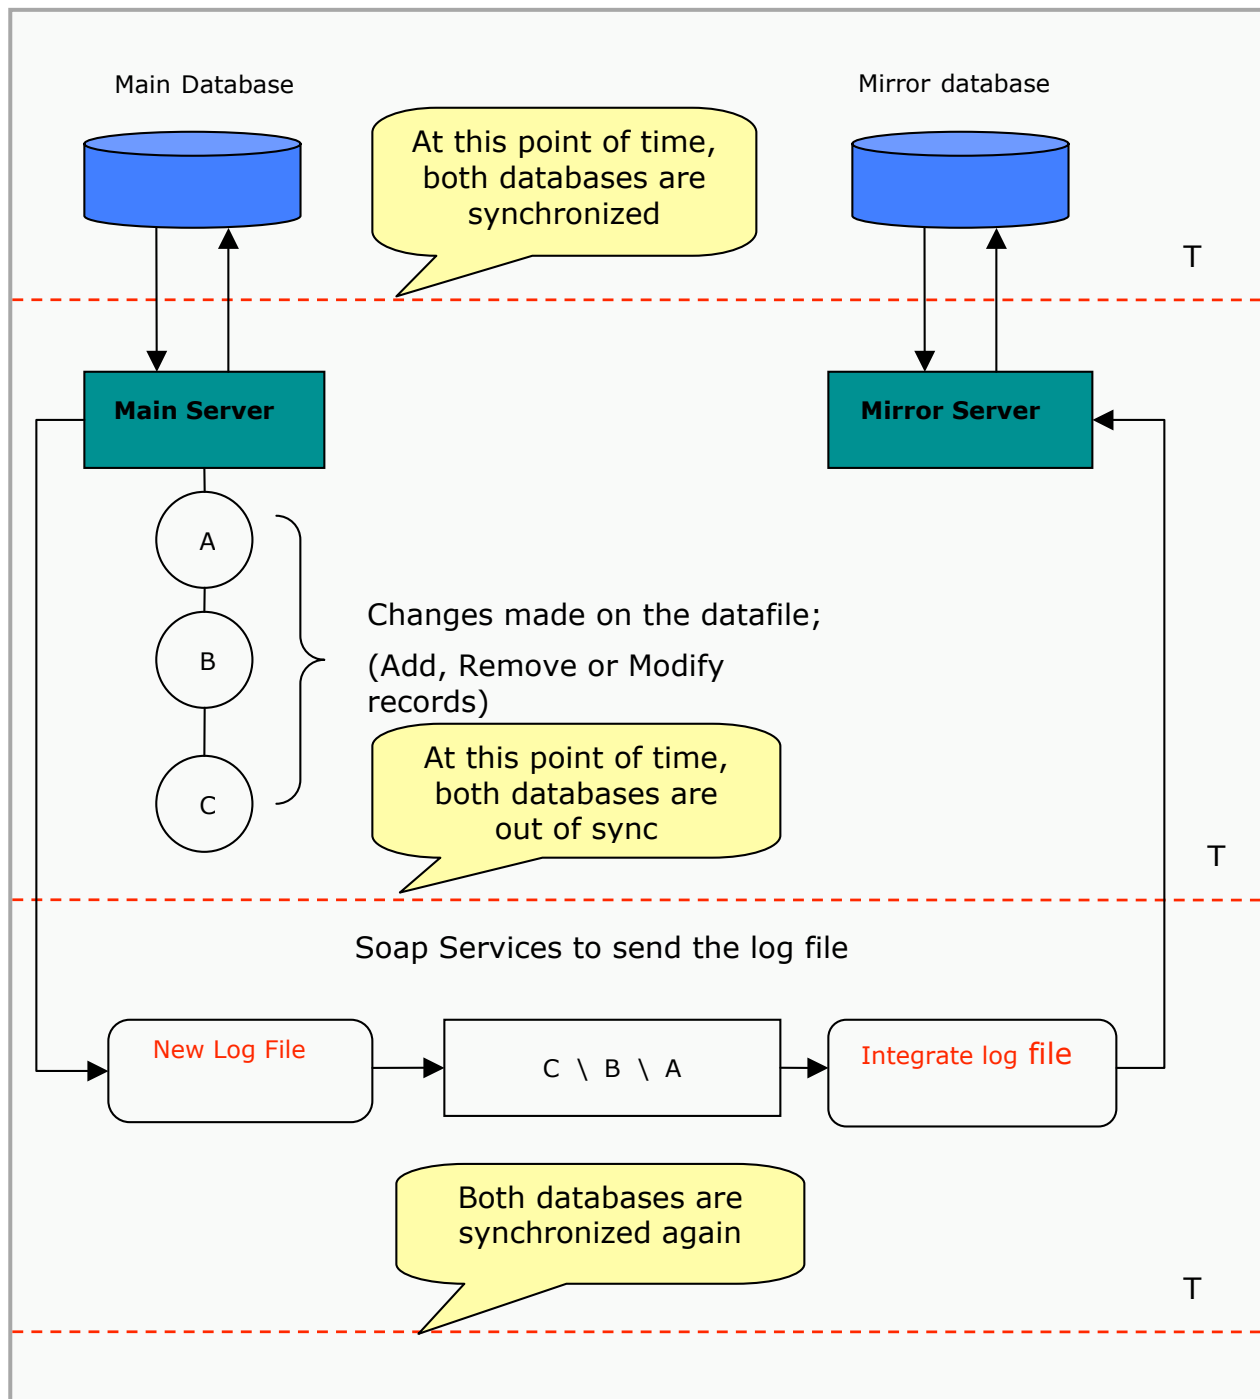 Main Database
Mirror database
At this point of time,
both databases are
synchronized
T
Main Server
Mirror Server
A
B
C
Changes made on the datafile;
(Add, Remove or Modify
records)
At this point of time,
both databases are
out of sync
T
Soap Services to send the log file
New Log File
C \ B \ A
Integrate log file
Both databases are
synchronized again
T